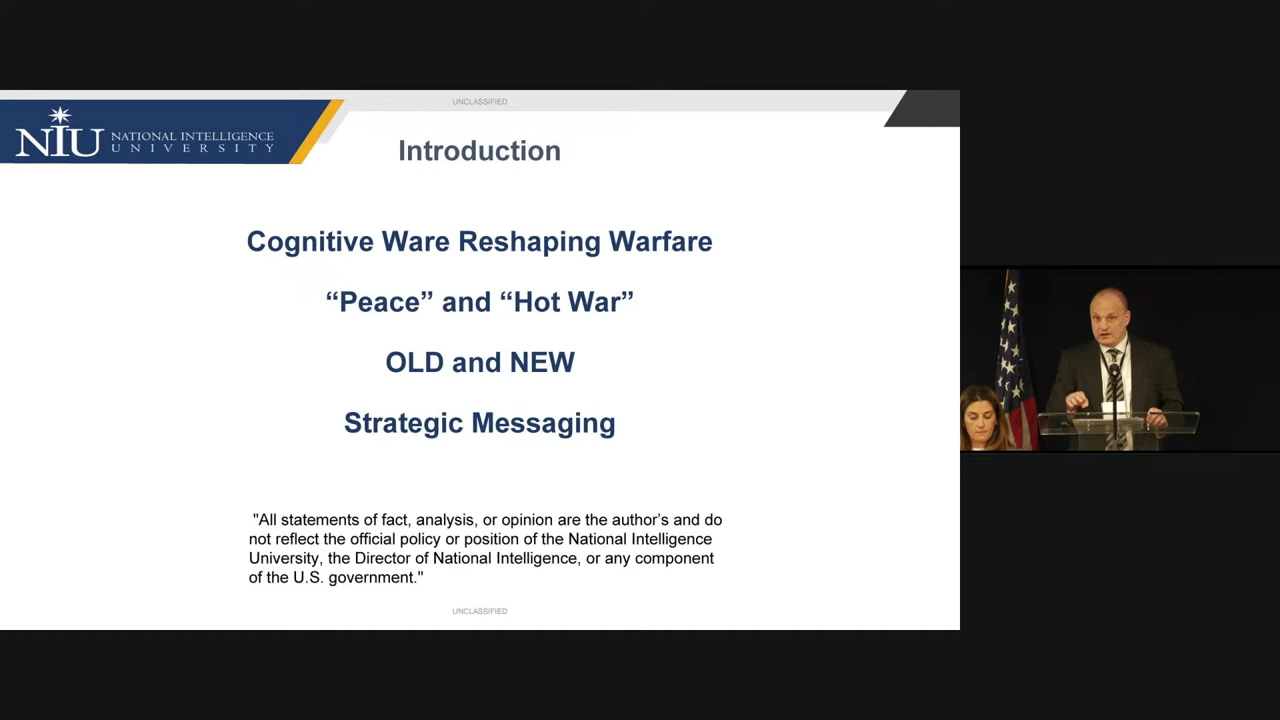 UNCLASSIFIED
NIU NATIONAL INTELLIGENCE
UNIVERSITY
Introduction
Cognitive Ware Reshaping Warfare
“Peace” and “Hot War”
OLD and NEW
Strategic Messaging
"All statements of fact, analysis, or opinion are the author’s and do
not reflect the official policy or position of the National Intelligence
University, the Director of National Intelligence, or any component
of the U.S. government."
UNCLASSIFIED